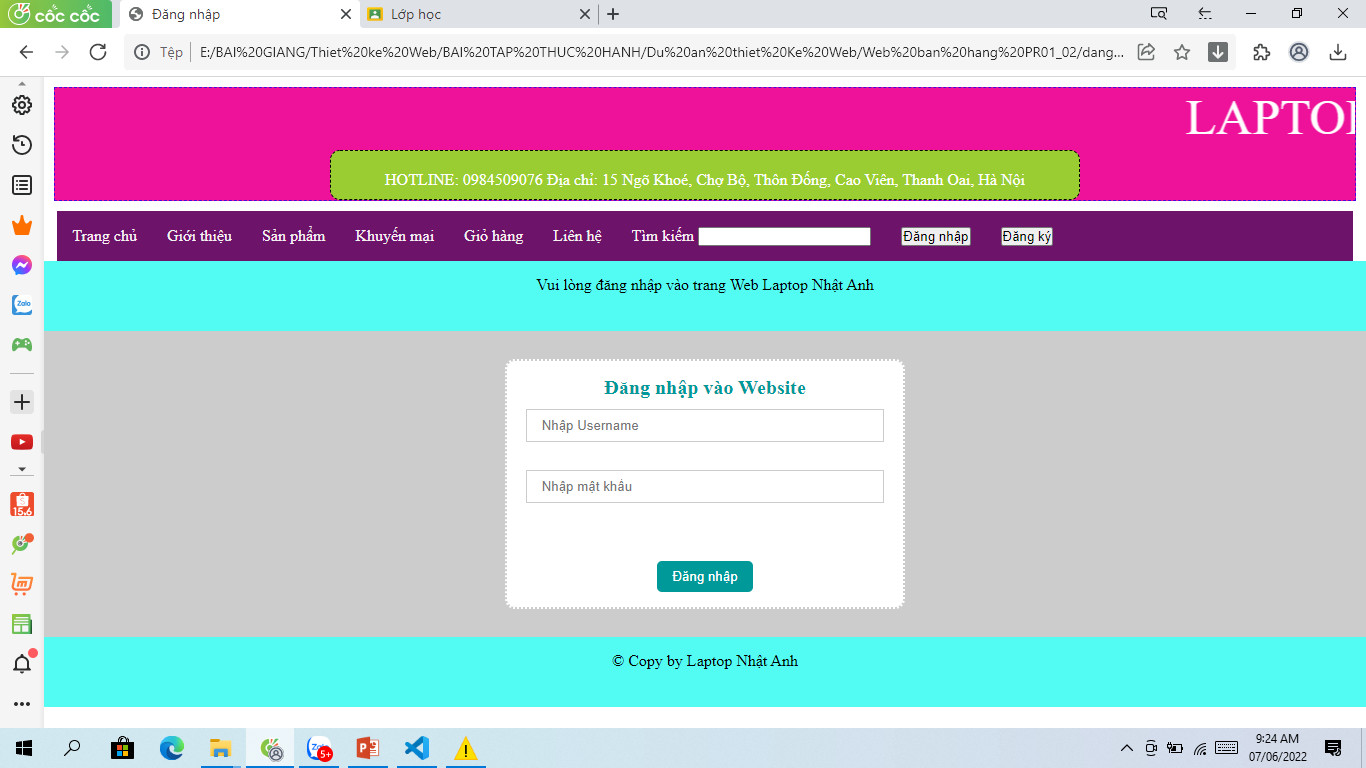 cốc cốc
Đăng nhập
Lớp học
Tệp
E:/BAI%20GIANG/Thiet%20ke%20Web/BAI%20TAP%20THUC%20HANH/Du%20an%20thiet%20Ke%20Web/Web%20ban%20hang%20PR01_02/dang...
LAPTOP
HOTLINE: 0984509076 Địa chỉ: 15 Ngõ Khoé, Chợ Bộ, Thôn Đống, Cao Viên, Thanh Oai, Hà Nội
Trang chủ Giới thiệu Sản phẩm Khuyến mại Giỏ hàng Liên hệ Tìm kiếm Đăng nhập Đăng ký
Vui lòng đăng nhập vào trang Web Laptop Nhật Anh
Đăng nhập vào Website
Nhập Username
Nhập mật khẩu
Đăng nhập
© Copy by Laptop Nhật Anh
Zalo
15.6
5+
9:24 AM
07/06/2022